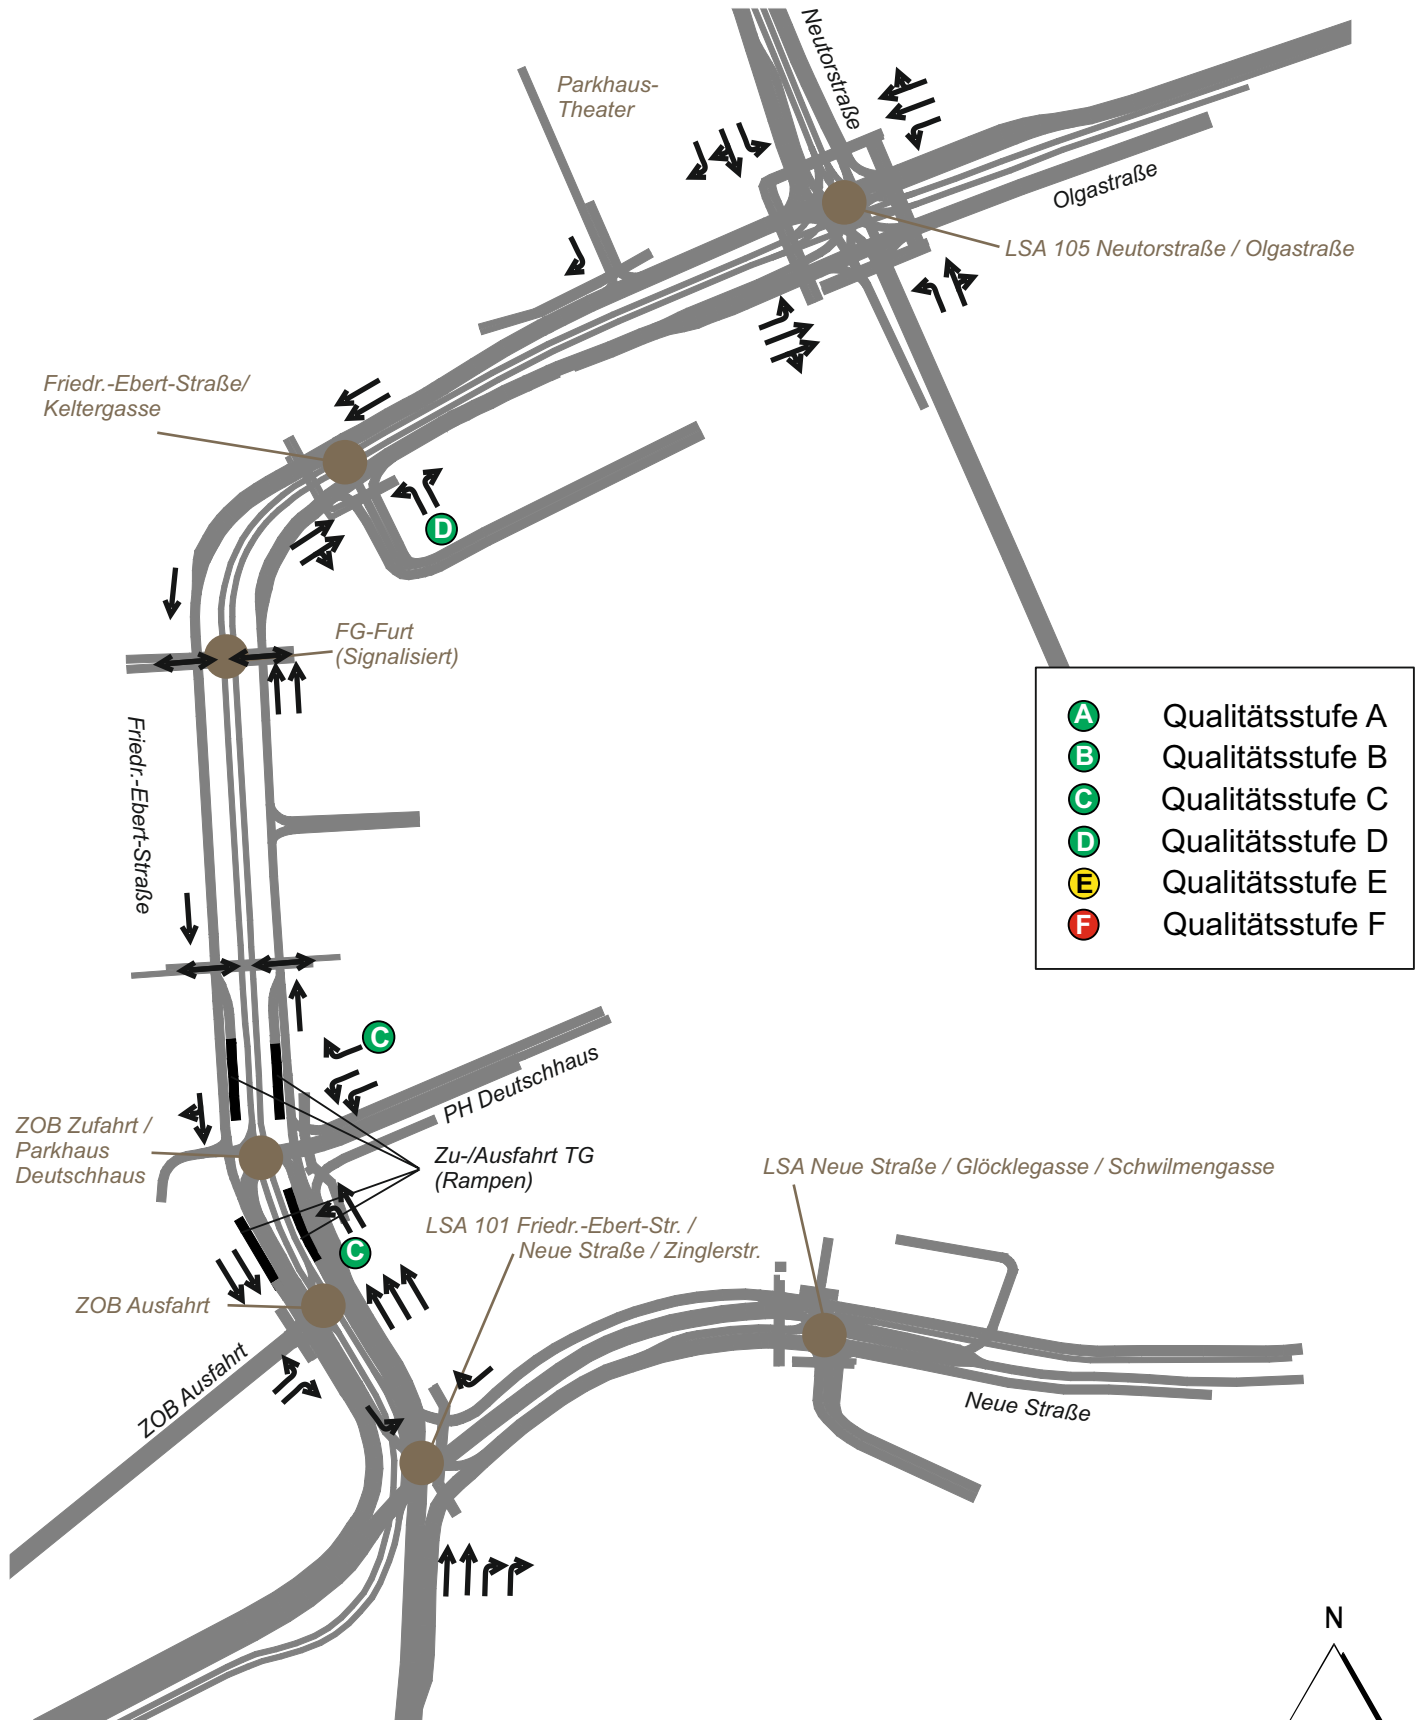 Neutorstraße
Parkhaus-
Theater
Olgastraße
LSA 105 Neutorstraße / Olgastraße
Friedr.-Ebert-Straße/
Keltergasse
D
FG-Furt
(Signalisiert)
Friedr.-Ebert-Straße
A Qualitätsstufe A
B Qualitätsstufe B
C Qualitätsstufe C
D Qualitätsstufe D
E Qualitätsstufe E
F Qualitätsstufe F
C
PH Deutschhaus
ZOB Zufahrt /
Parkhaus
Deutschhaus
Zu-/Ausfahrt TG
(Rampen)
LSA Neue Straße / Glöcklegasse / Schwilmengasse
LSA 101 Friedr.-Ebert-Str. /
Neue Straße / Zinglerstr.
C
ZOB Ausfahrt
ZOB Ausfahrt
Neue Straße
N